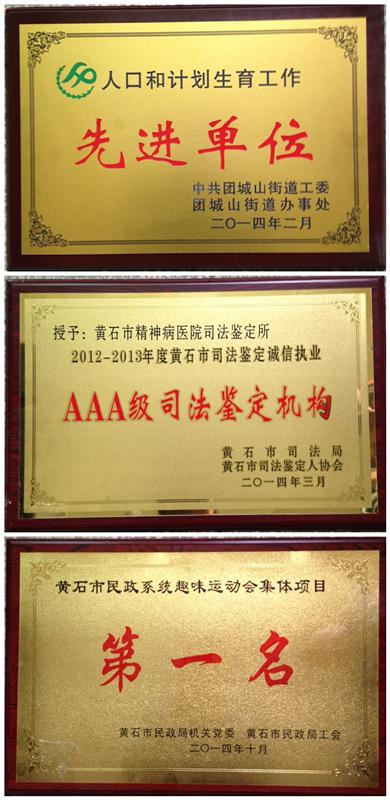 人口和计划生育工作
先进单位
中共团城山街道工委
团城山街道办事处
二〇一四年二月
授予：黄石市精神病医院司法鉴定所
2012-2013年度黄石市司法鉴定诚信执业
AAA级司法鉴定机构
黄石市司法局
黄石市司法鉴定人协会
二〇一四年三月
黄石市民政系统趣味运动会集体项目
第一名
黄石市民政局机关党委 黄石市民政局工会
二〇一四年十月